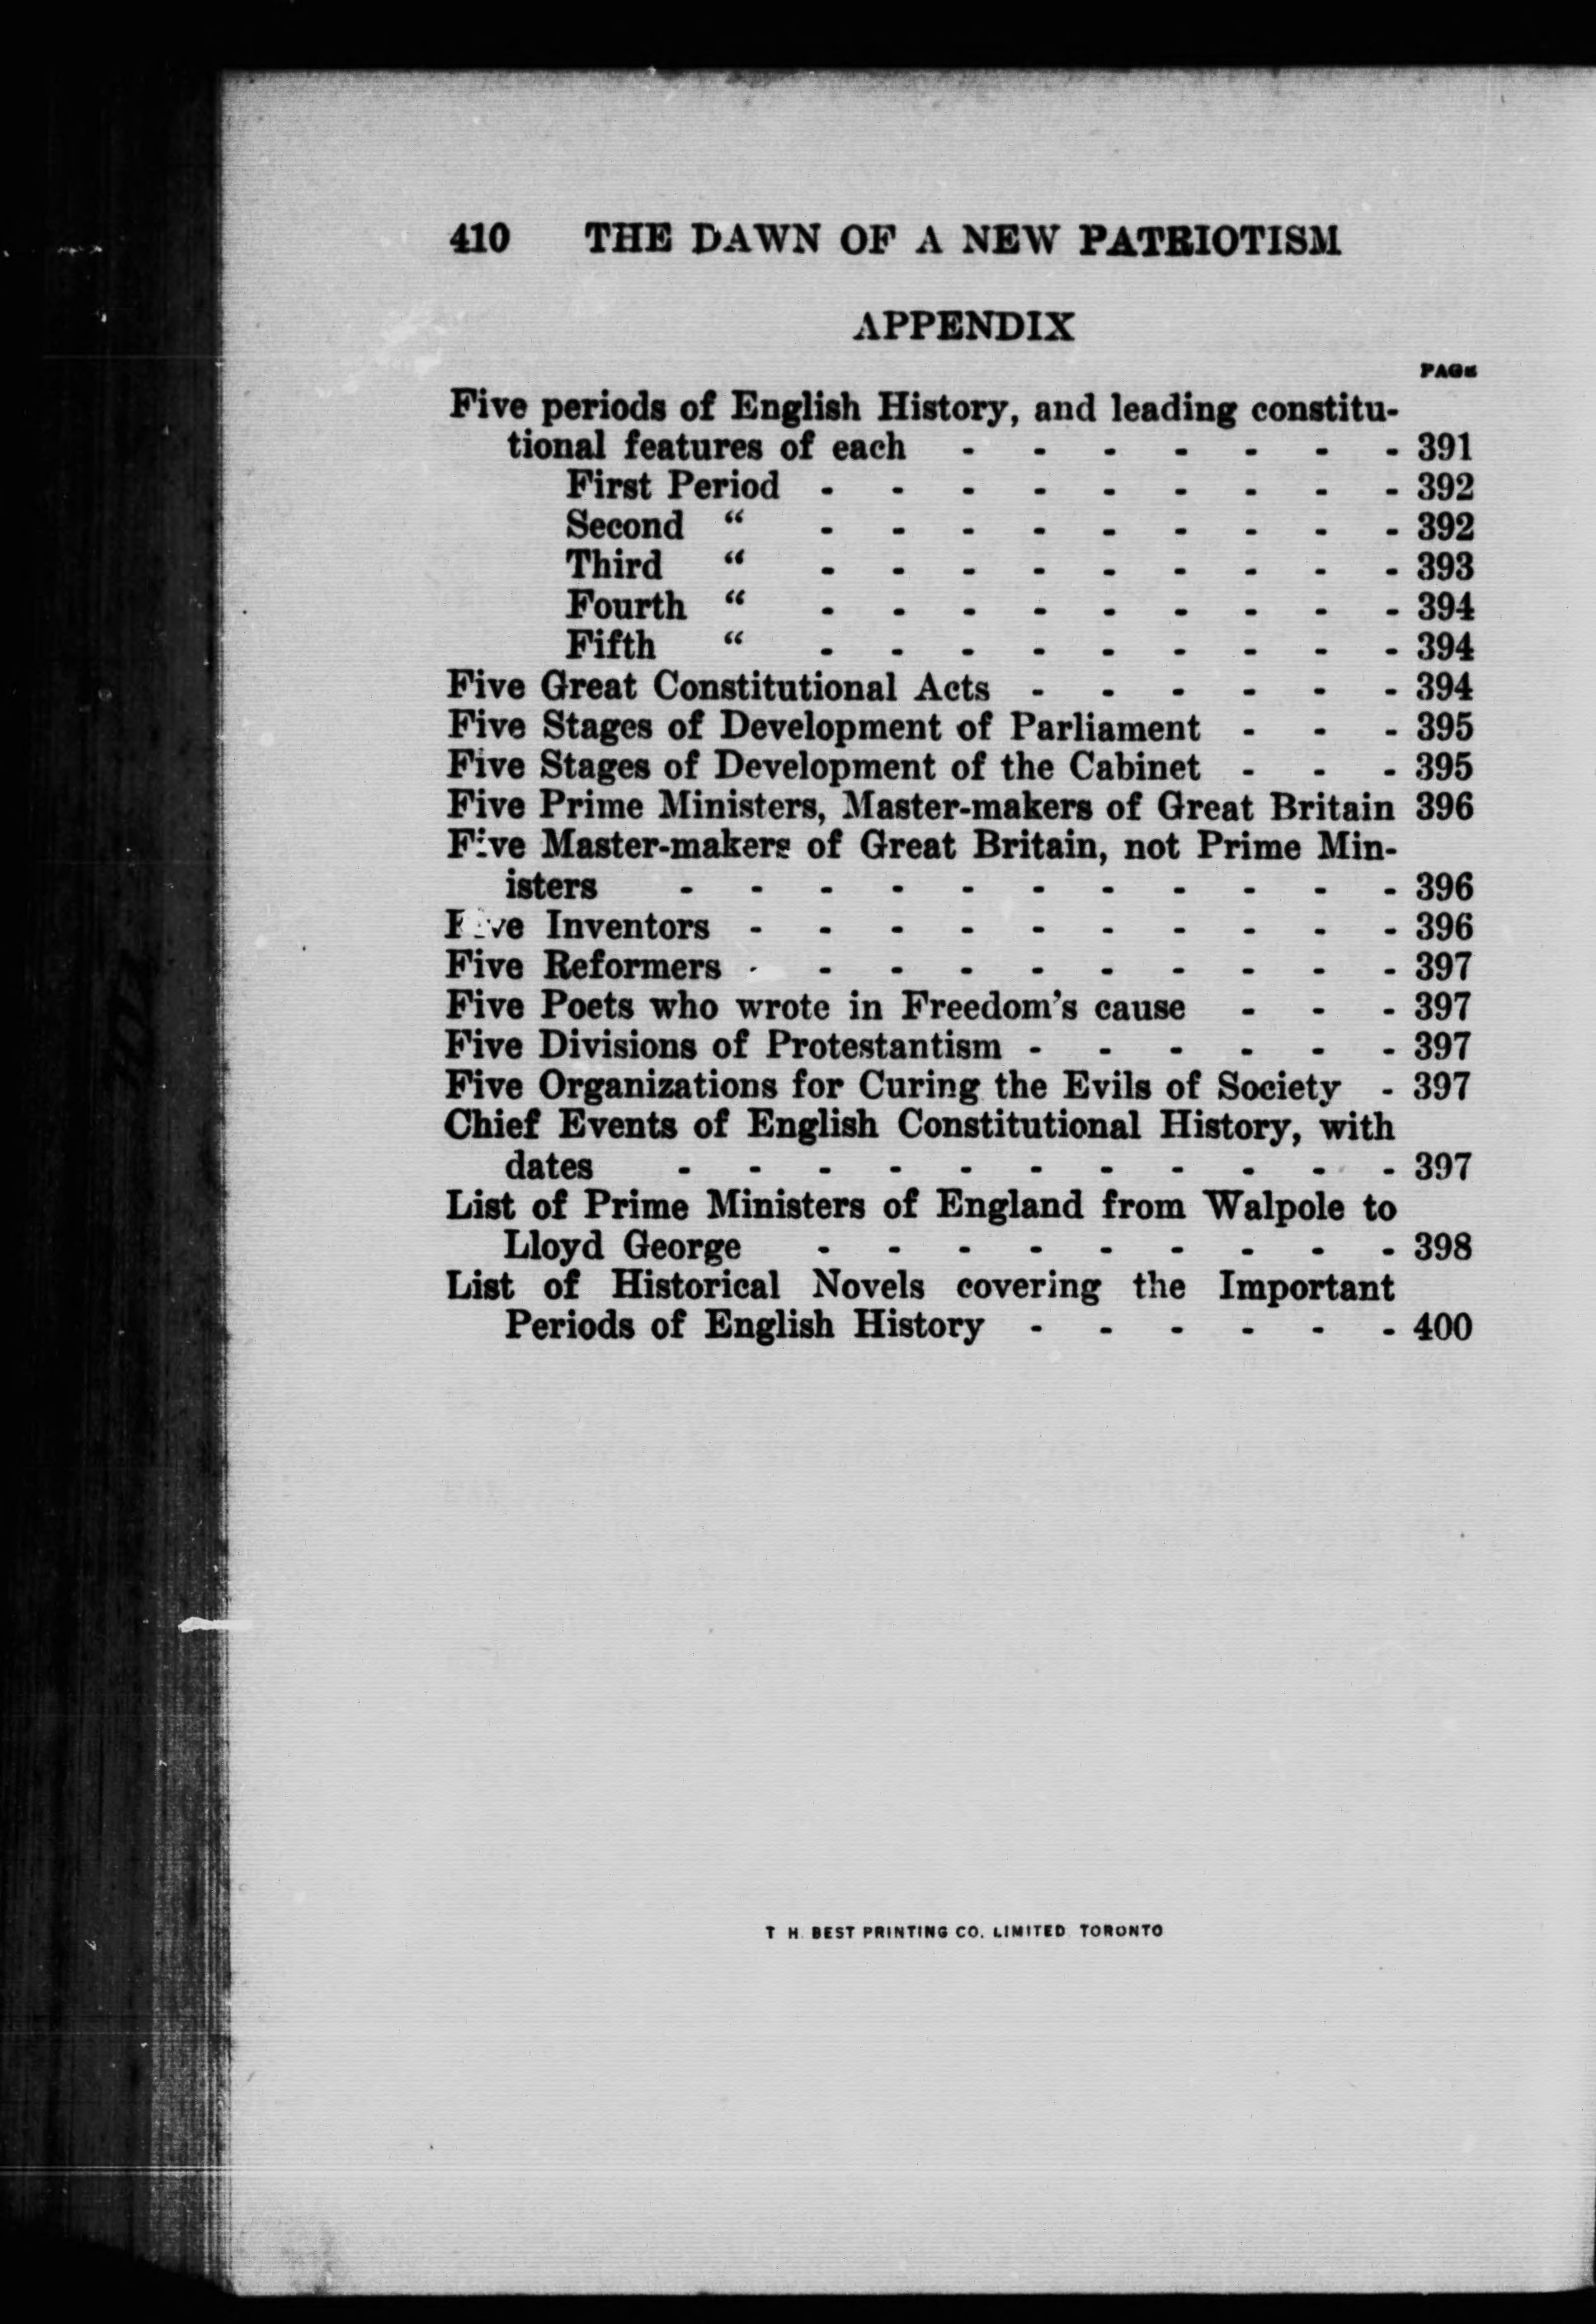 410 THE DAWN OF A NEW PATRIOTISM
APPENDIX
PAGE
Five periods of English History, and leading constitu-
tional features of each - - - - - - - 391
First Period - - - - - - - - - 392
Second “ - - - - - - - - - 392
Third “ - - - - - - - - - 393
Fourth “ - - - - - - - - - 394
Fifth “ - - - - - - - - - 394
Five Great Constitutional Acts - - - - - - 394
Five Stages of Development of Parliament - - - 395
Five Stages of Development of the Cabinet - - - 395
Five Prime Ministers, Master-makers of Great Britain 396
Five Master-makers of Great Britain, not Prime Min-
isters - - - - - - - - - - - 396
Five Inventors - - - - - - - - - - 396
Five Reformers - - - - - - - - - - 397
Five Poets who wrote in Freedom's cause - - - 397
Five Divisions of Protestantism - - - - - - 397
Five Organizations for Curing the Evils of Society - 397
Chief Events of English Constitutional History, with
dates - - - - - - - - - - - 397
List of Prime Ministers of England from Walpole to
Lloyd George - - - - - - - - - 398
List of Historical Novels covering the Important
Periods of English History - - - - - - 400
T H. BEST PRINTING CO. LIMITED TORONTO